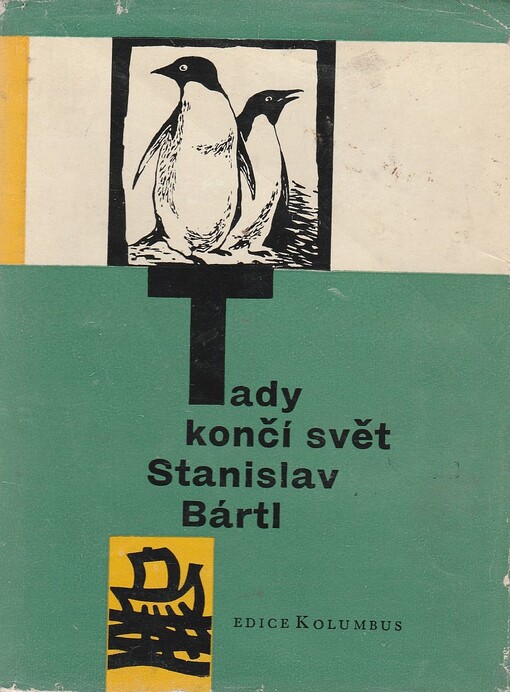 Tady
končí svět
Stanislav
Bártl
EDICE KOLUMBUS